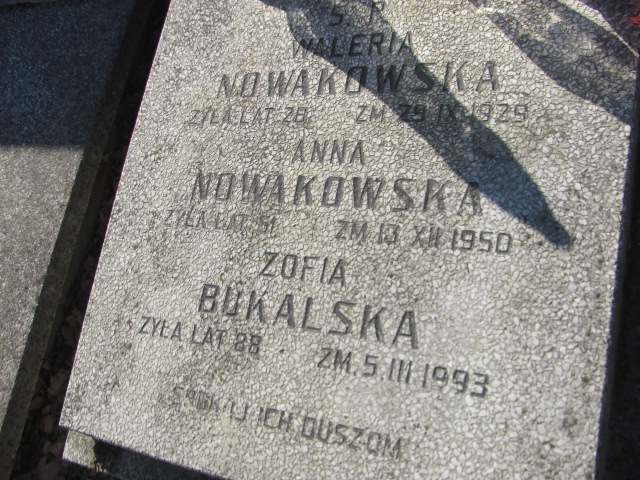 Ś. P.
WALERIA
NOWAKOWSKA
ŻYŁA LAT 28 ZM 29 IX 1929
ANNA
NOWAKOWSKA
ŻYŁA LAT 51 ZM 13 XII 1950
ZOFIA
BUKALSKA
ŻYŁA LAT 88 ZM. 5 III 1993
SPOKÓJ ICH DUSZOM